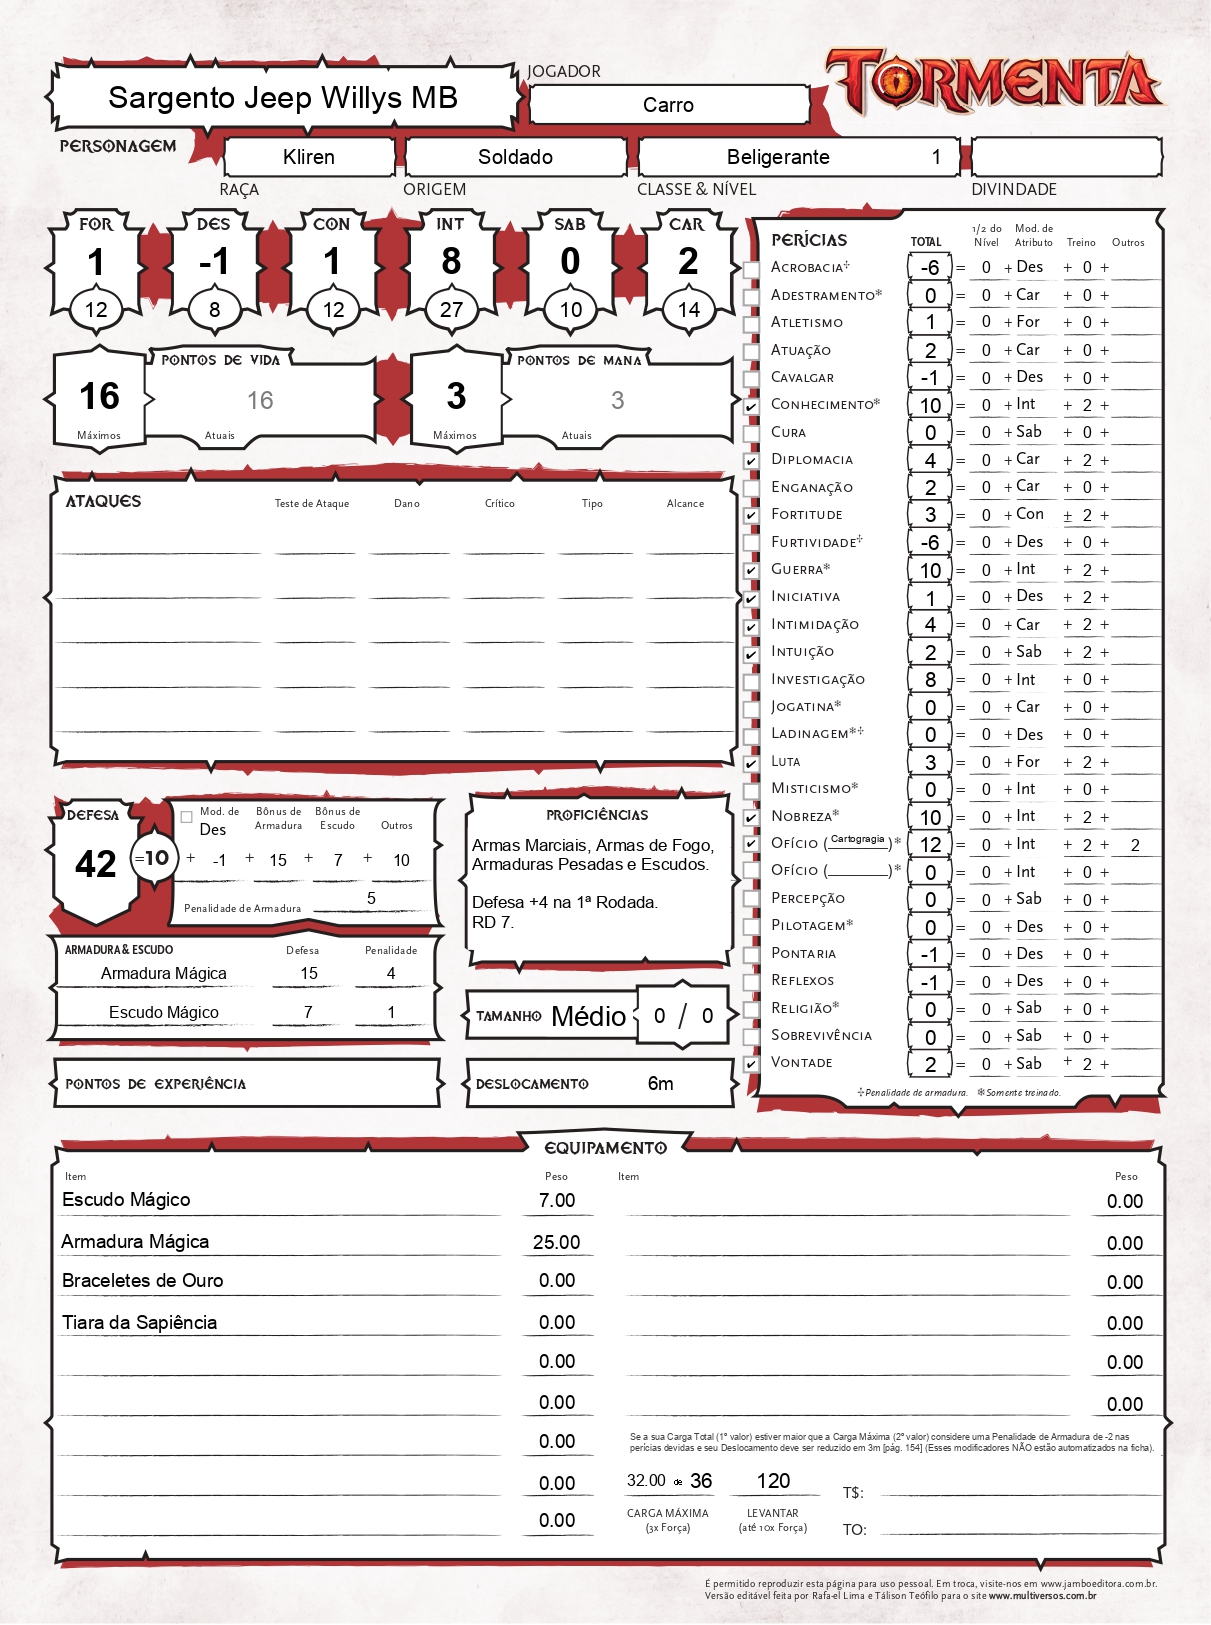 Sargento Jeep Willys MB
JOGADOR
Carro
TORMENTA
PERSONAGEM
Kliren
Soldado
Beligerante 1
RAÇA
ORIGEM
CLASSE & NÍVEL
DIVINDADE
FOR DES CON INT SAB CAR
1 -1 1 8 0 2
12 8 12 27 10 14
PONTOS DE VIDA
16
16
Máximos
Atuais
PONTOS DE MANA
3
3
Máximos
Atuais
ATAQUES Teste de Ataque Dano Crítico Tipo Alcance
PERÍCIAS TOTAL 1/2 do Nível Mod. de Atributo Treino Outros
Acrobacia✢ -6 = 0 + Des + 0 +
Adestramento* 0 = 0 + Car + 0 +
Atletismo 1 = 0 + For + 0 +
Atuação 2 = 0 + Car + 0 +
Cavalgar -1 = 0 + Des + 0 +
✔ Conhecimento* 10 = 0 + Int + 2 +
Cura 0 = 0 + Sab + 0 +
✔ Diplomacia 4 = 0 + Car + 2 +
Enganação 2 = 0 + Car + 0 +
✔ Fortitude 3 = 0 + Con ± 2 +
Furtividade✢ -6 = 0 + Des + 0 +
✔ Guerra* 10 = 0 + Int + 2 +
✔ Iniciativa 1 = 0 + Des + 2 +
✔ Intimidação 4 = 0 + Car + 2 +
✔ Intuição 2 = 0 + Sab + 2 +
Investigação 8 = 0 + Int + 0 +
Jogatina* 0 = 0 + Car + 0 +
Ladinagem*✢ 0 = 0 + Des + 0 +
✔ Luta 3 = 0 + For + 2 +
Misticismo* 0 = 0 + Int + 0 +
✔ Nobreza* 10 = 0 + Int + 2 +
✔ Ofício (Cartogragia)* 12 = 0 + Int + 2 + 2
Ofício (________)* 0 = 0 + Int + 0 +
Percepção 0 = 0 + Sab + 0 +
Pilotagem* 0 = 0 + Des + 0 +
Pontaria -1 = 0 + Des + 0 +
Reflexos -1 = 0 + Des + 0 +
Religião* 0 = 0 + Sab + 0 +
Sobrevivência 0 = 0 + Sab + 0 +
✔ Vontade 2 = 0 + Sab + 2 +
✢Penalidade de armadura. *Somente treinado.
DEFESA
42 =10
Mod. de Des
Bônus de Armadura
Bônus de Escudo
Outros
+ -1 + 15 + 7 + 10
Penalidade de Armadura 5
ARMADURA & ESCUDO Defesa Penalidade
Armadura Mágica 15 4
Escudo Mágico 7 1
PROFICIÊNCIAS
Armas Marciais, Armas de Fogo,
Armaduras Pesadas e Escudos.
Defesa +4 na 1ª Rodada.
RD 7.
TAMANHO Médio 0 / 0
PONTOS DE EXPERIÊNCIA
DESLOCAMENTO 6m
EQUIPAMENTO
Item Peso Item Peso
Escudo Mágico 7.00 0.00
Armadura Mágica 25.00 0.00
Braceletes de Ouro 0.00 0.00
Tiara da Sapiência 0.00 0.00
0.00 0.00
0.00 0.00
0.00
0.00
0.00
Se a sua Carga Total (1º valor) estiver maior que a Carga Máxima (2º valor) considere uma Penalidade de Armadura de -2 nas
perícias devidas e seu Deslocamento deve ser reduzido em 3m [pág. 154] (Esses modificadores NÃO estão automatizados na ficha).
32.00 de 36 120
CARGA MÁXIMA
(3x Força)
LEVANTAR
(até 10x Força)
T$:
TO:
É permitido reproduzir esta página para uso pessoal. Em troca, visite-nos em www.jamboeditora.com.br.
Versão editável feita por Rafa-el Lima e Tálison Teófilo para o site www.multiversos.com.br